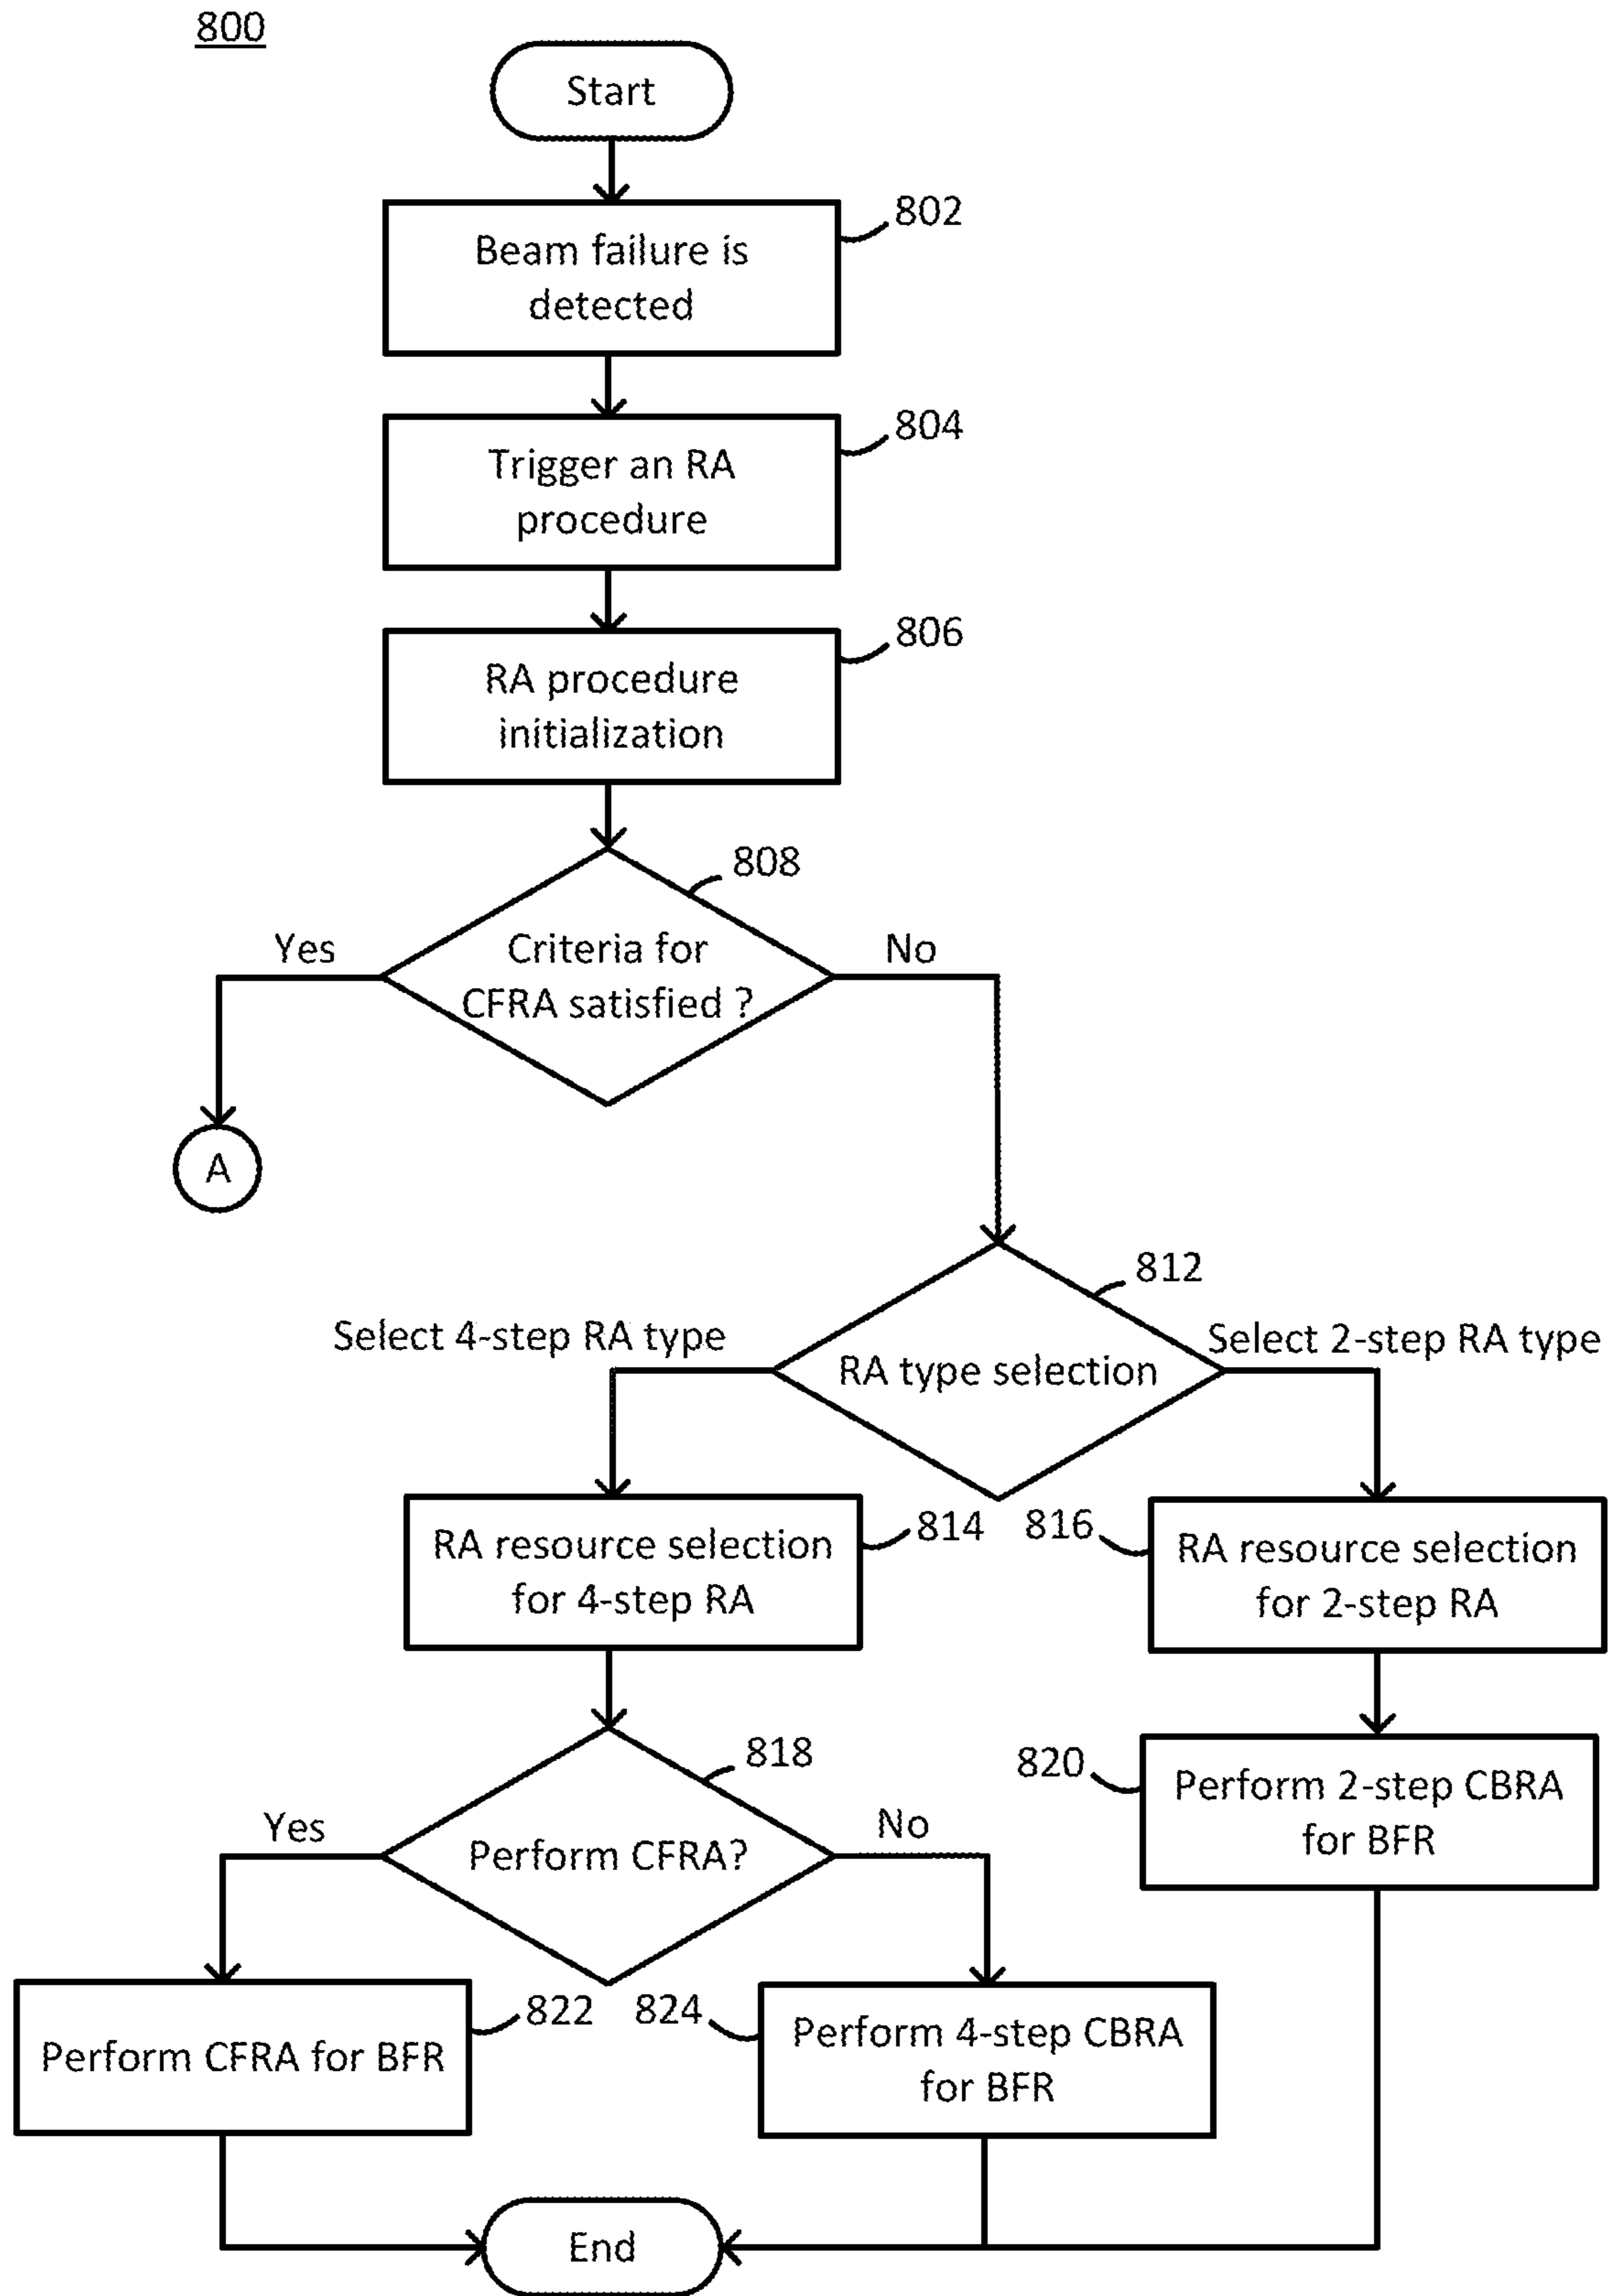 800
Start
802
Beam failure is
detected
804
Trigger an RA
procedure
806
RA procedure
initialization
808
Yes
Criteria for
CFRA satisfied ?
No
A
812
Select 4-step RA type
RA type selection
Select 2-step RA type
814
RA resource selection
for 4-step RA
816
RA resource selection
for 2-step RA
818
Yes
Perform CFRA?
No
820
Perform 2-step CBRA
for BFR
822
Perform CFRA for BFR
824
Perform 4-step CBRA
for BFR
End